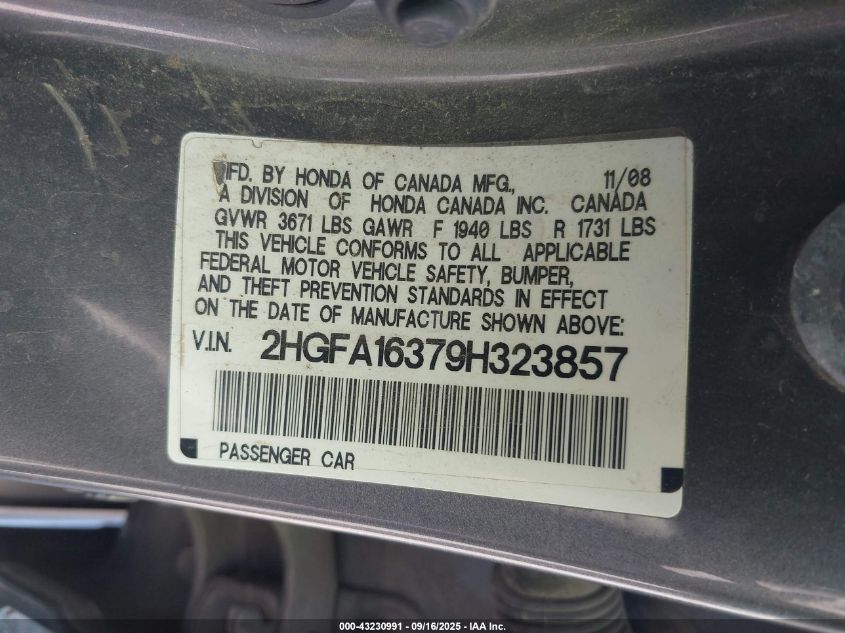 MFD. BY HONDA OF CANADA MFG., 11/08
A DIVISION OF HONDA CANADA INC. CANADA
GVWR 3671 LBS GAWR F 1940 LBS R 1731 LBS
THIS VEHICLE CONFORMS TO ALL APPLICABLE
FEDERAL MOTOR VEHICLE SAFETY, BUMPER,
AND THEFT PREVENTION STANDARDS IN EFFECT
ON THE DATE OF MANUFACTURE SHOWN ABOVE:
V.I.N. 2HGFA16379H323857
PASSENGER CAR
000-43230991 - 09/16/2025 - IAA Inc.